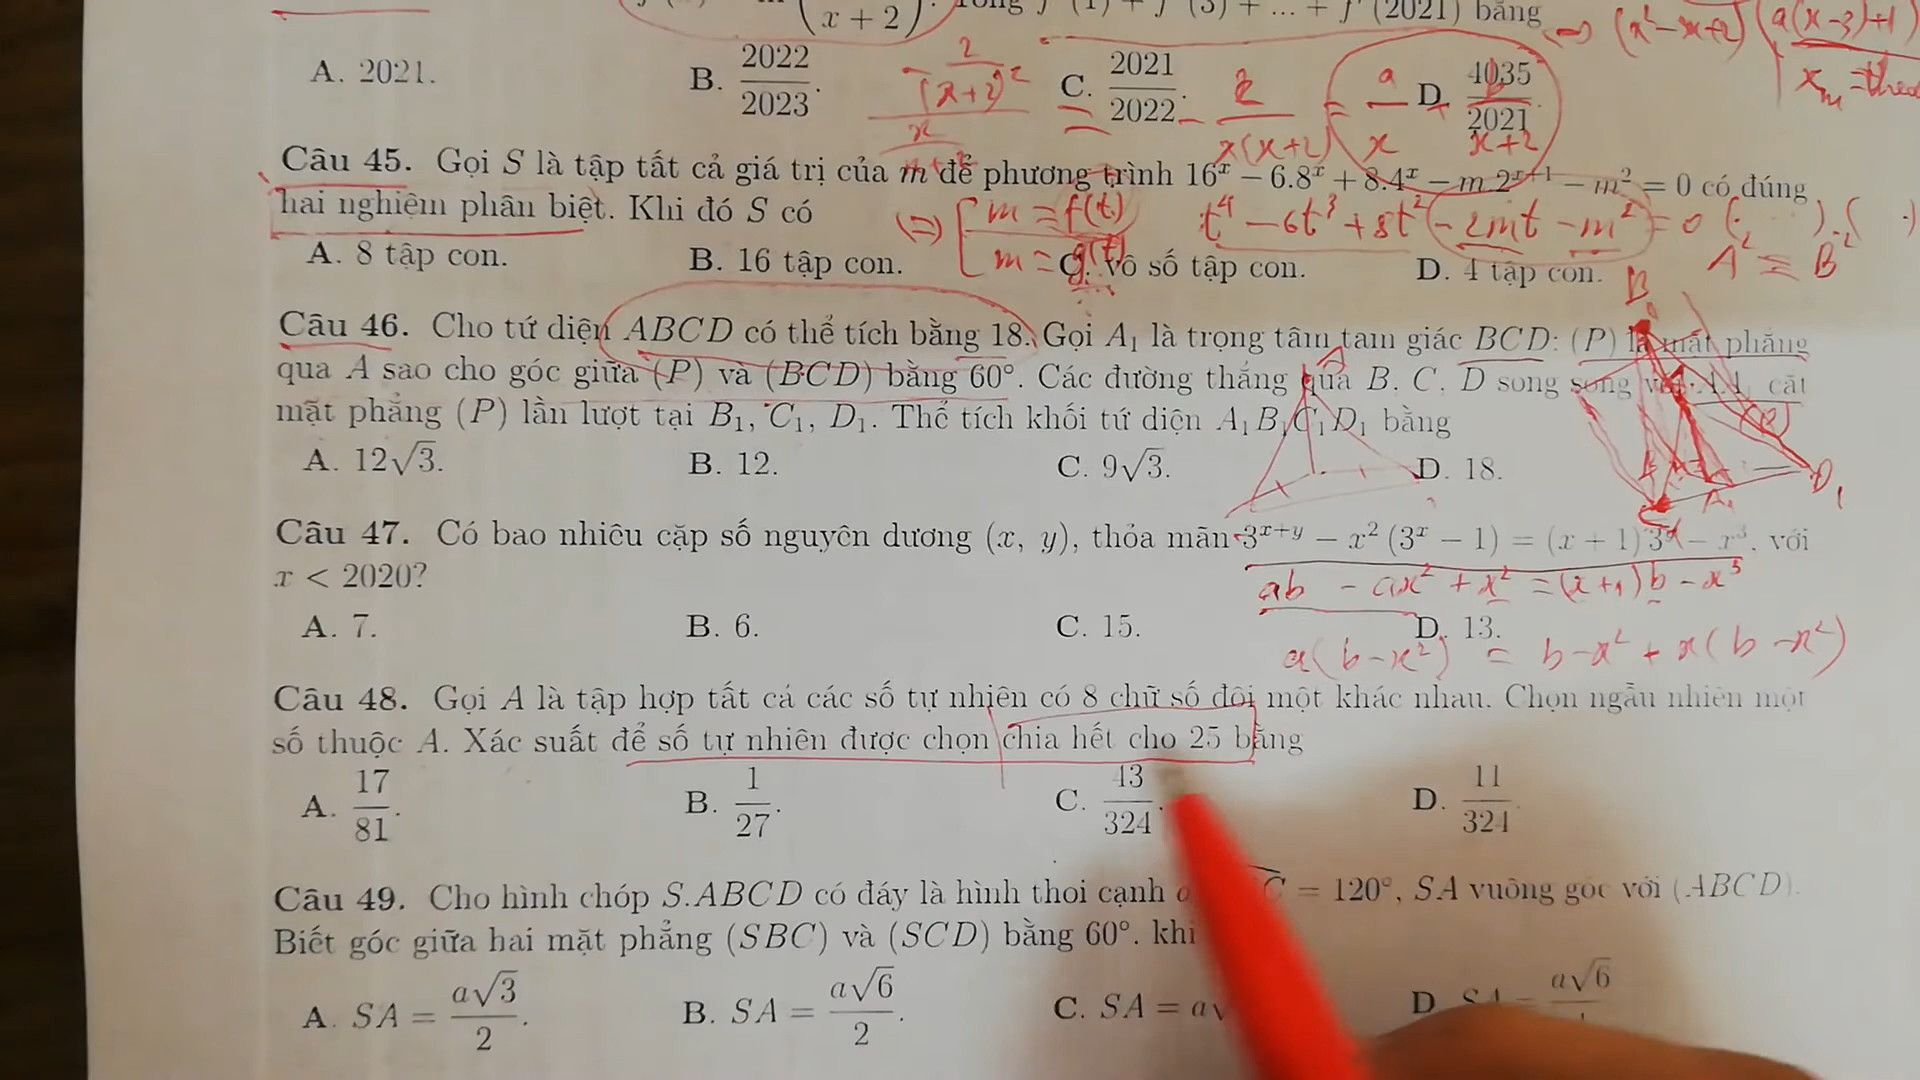 x + 2
f'(1) + f'(3) + ... + f'(2021) bằng
A. 2021.
B. 2022/2023.
C. 2021/2022.
D. 4035/2021.
Câu 45. Gọi S là tập tất cả giá trị của m để phương trình 16^x − 6.8^x + 8.4^x − m.2^{x+1} − m^2 = 0 có đúng
hai nghiệm phân biệt. Khi đó S có
<=> [ m = f(t)
m = g(t)
t^4 − 6t^3 + 8t^2 − 2mt − m^2 = 0
A^2 = B^2
A. 8 tập con.
B. 16 tập con.
C. vô số tập con.
D. 4 tập con.
Câu 46. Cho tứ diện ABCD có thể tích bằng 18. Gọi A_1 là trọng tâm tam giác BCD; (P) là mặt phẳng
qua A sao cho góc giữa (P) và (BCD) bằng 60°. Các đường thẳng qua B, C, D song song với AA_1 cắt
mặt phẳng (P) lần lượt tại B_1, C_1, D_1. Thể tích khối tứ diện A_1B_1C_1D_1 bằng
A. 12√3.
B. 12.
C. 9√3.
D. 18.
Câu 47. Có bao nhiêu cặp số nguyên dương (x, y), thỏa mãn 3^{x+y} − x^2 (3^x − 1) = (x + 1) 3^y − x^3, với
x < 2020?
ab − ax^2 + x^2 = (x+1)b − x^3
A. 7.
B. 6.
C. 15.
D. 13.
a(b − x^2) = b − x^2 + x(b − x^2)
Câu 48. Gọi A là tập hợp tất cả các số tự nhiên có 8 chữ số đôi một khác nhau. Chọn ngẫu nhiên một
số thuộc A. Xác suất để số tự nhiên được chọn chia hết cho 25 bằng
A. 17/81.
B. 1/27.
C. 43/324.
D. 11/324.
Câu 49. Cho hình chóp S.ABCD có đáy là hình thoi cạnh = 120°, SA vuông góc với (ABCD).
Biết góc giữa hai mặt phẳng (SBC) và (SCD) bằng 60°. khi
A. SA = a√3/2.
B. SA = a√6/2.
C. SA = a
D. SA = a√6